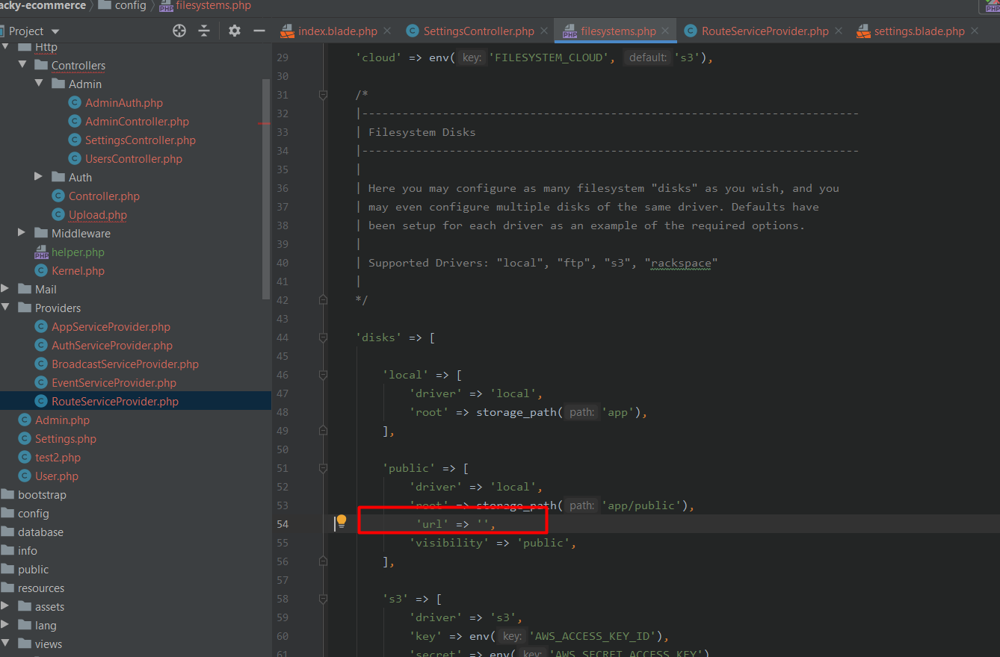 acky-ecommerce config filesystems.php
Project
index.blade.php SettingsController.php filesystems.php RouteServiceProvider.php settings.blade.php
Http
Controllers
Admin
AdminAuth.php
AdminController.php
SettingsController.php
UsersController.php
Auth
Controller.php
Upload.php
Middleware
helper.php
Kernel.php
Mail
Providers
AppServiceProvider.php
AuthServiceProvider.php
BroadcastServiceProvider.php
EventServiceProvider.php
RouteServiceProvider.php
Admin.php
Settings.php
test2.php
User.php
bootstrap
config
database
info
public
resources
assets
lang
views
29 'cloud' => env( key: 'FILESYSTEM_CLOUD', default: 's3'),
30
31 /*
32 |--------------------------------------------------------------------------
33 | Filesystem Disks
34 |--------------------------------------------------------------------------
35 |
36 | Here you may configure as many filesystem "disks" as you wish, and you
37 | may even configure multiple disks of the same driver. Defaults have
38 | been setup for each driver as an example of the required options.
39 |
40 | Supported Drivers: "local", "ftp", "s3", "rackspace"
41 |
42 */
43
44 'disks' => [
45
46 'local' => [
47 'driver' => 'local',
48 'root' => storage_path( path: 'app'),
49 ],
50
51 'public' => [
52 'driver' => 'local',
53 'root' => storage_path( path: 'app/public'),
54 'url' => '',
55 'visibility' => 'public',
56 ],
57
58 's3' => [
59 'driver' => 's3',
60 'key' => env( key: 'AWS_ACCESS_KEY_ID'),
61 'secret' => env( key: 'AWS_SECRET_ACCESS_KEY')